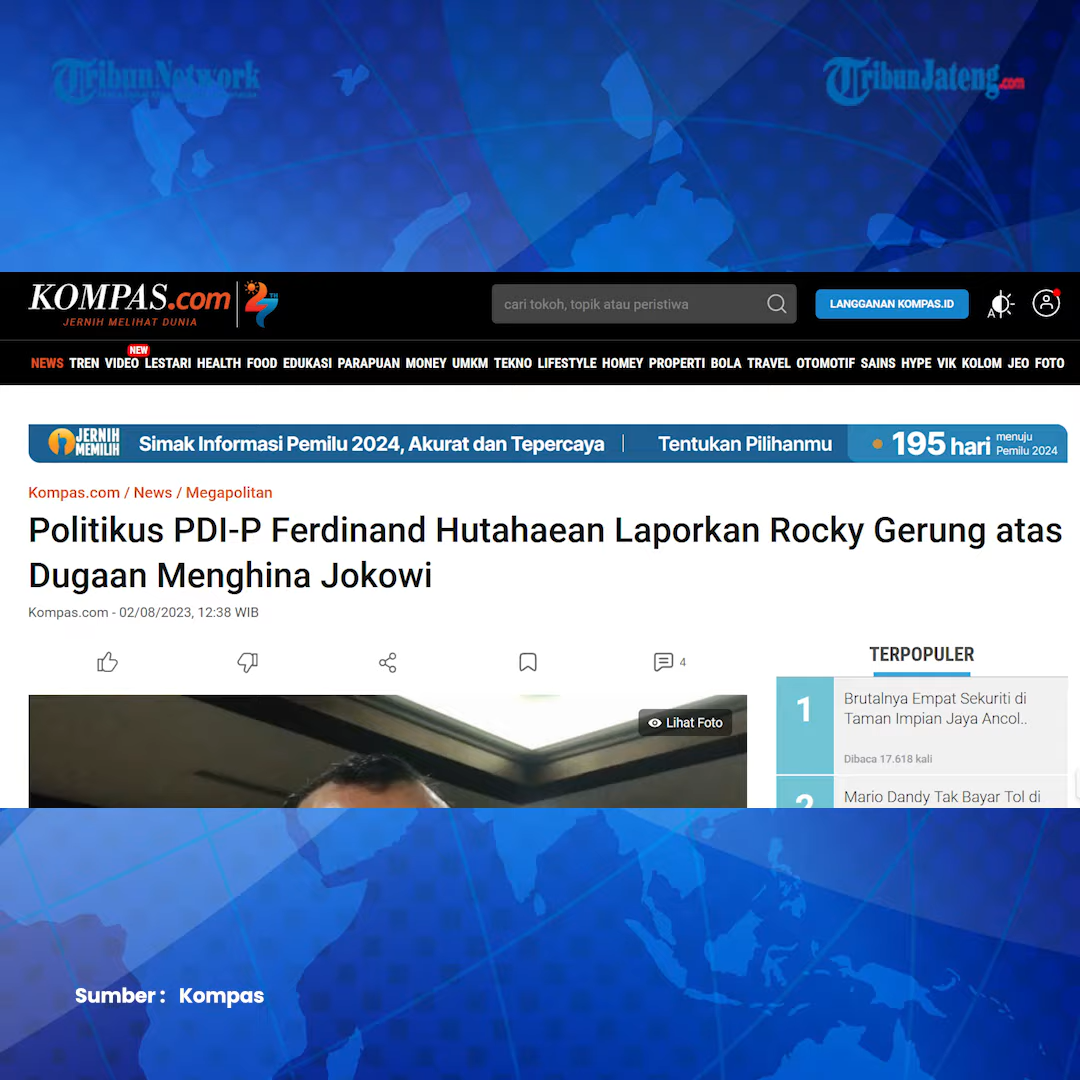 TribunNetwork
TribunJateng.com
KOMPAS.com
TH
JERNIH MELIHAT DUNIA
cari tokoh, topik atau peristiwa
LANGGANAN KOMPAS.ID
A
NEW
NEWS TREN VIDEO LESTARI HEALTH FOOD EDUKASI PARAPUAN MONEY UMKM TEKNO LIFESTYLE HOMEY PROPERTI BOLA TRAVEL OTOMOTIF SAINS HYPE VIK KOLOM JEO FOTO
JERNIH
MEMILIH
Simak Informasi Pemilu 2024, Akurat dan Tepercaya
Tentukan Pilihanmu
195 hari
menuju
Pemilu 2024
Kompas.com / News / Megapolitan
Politikus PDI-P Ferdinand Hutahaean Laporkan Rocky Gerung atas
Dugaan Menghina Jokowi
Kompas.com - 02/08/2023, 12:38 WIB
4
Lihat Foto
TERPOPULER
1
Brutalnya Empat Sekuriti di
Taman Impian Jaya Ancol..
Dibaca 17.618 kali
2
Mario Dandy Tak Bayar Tol di
Sumber : Kompas